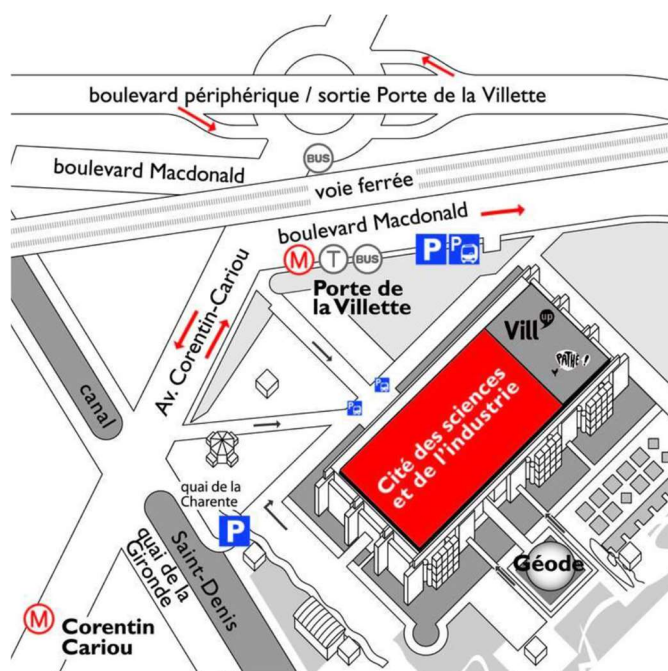 boulevard périphérique / sortie Porte de la Villette
boulevard Macdonald
BUS
voie ferrée
boulevard Macdonald
M T BUS
P P
Porte de
la Villette
Av. Corentin-Cariou
canal
Vill'up
PATHE!
P
P
Cité des sciences
et de l'industrie
quai de la
Charente
P
Saint-Denis
quai de la
Gironde
Géode
M Corentin
Cariou